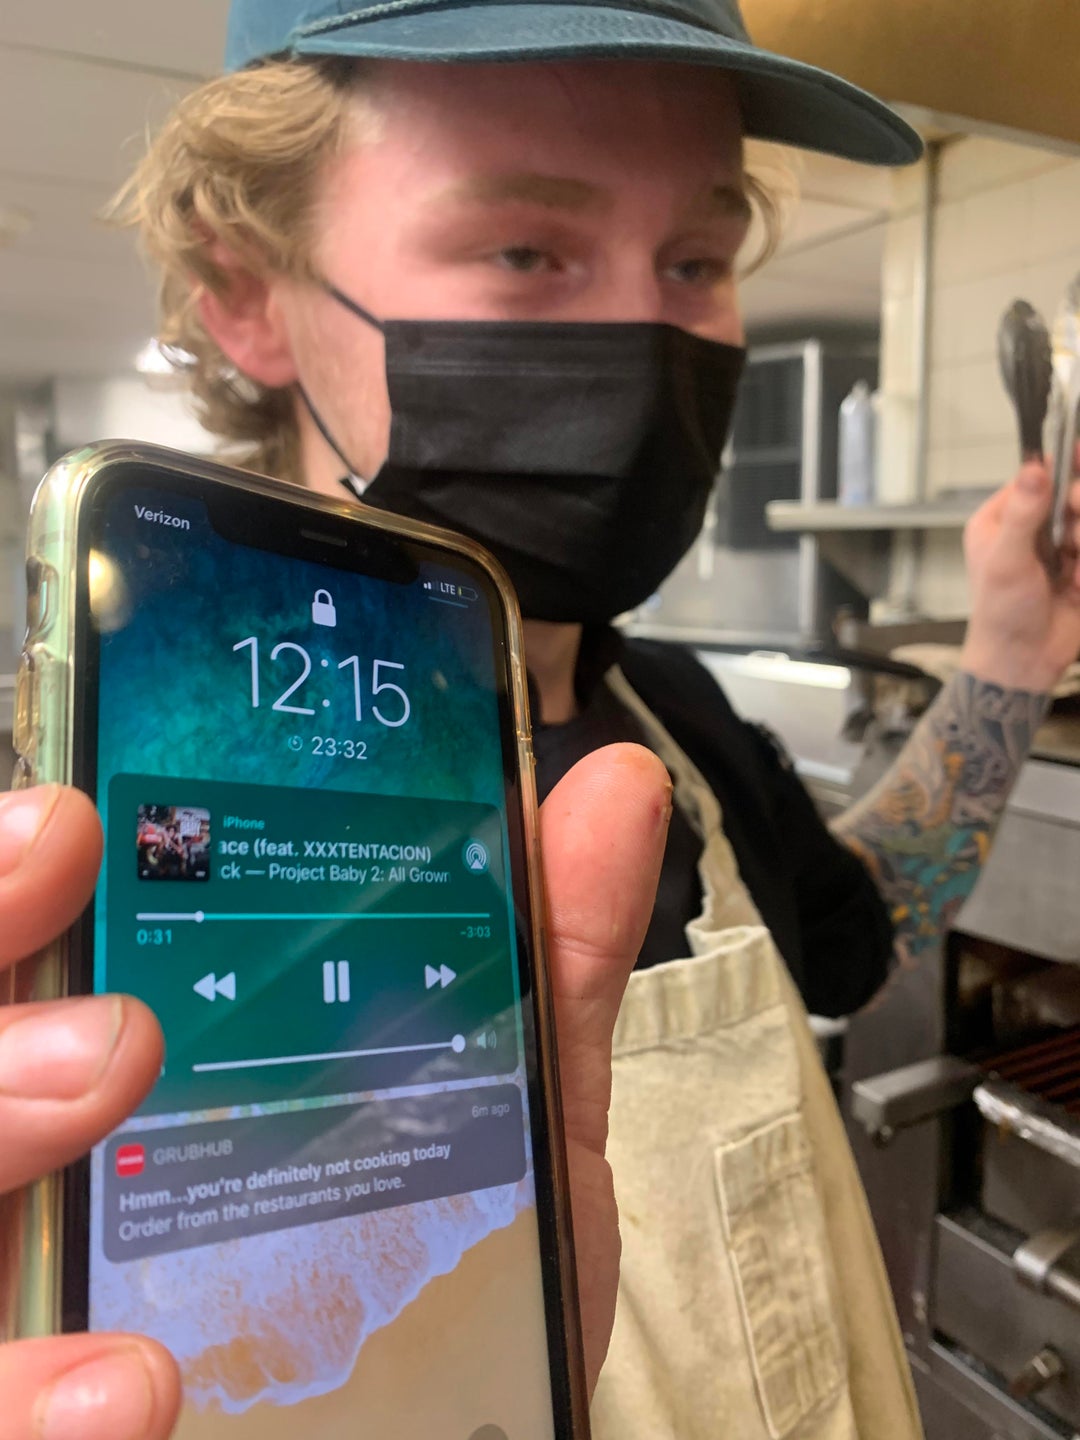 Verizon
LTE
12:15
23:32
iPhone
ace (feat. XXXTENTACION)
ck — Project Baby 2: All Grown
0:31
-3:03
GRUBHUB
6m ago
Hmm...you're definitely not cooking today
Order from the restaurants you love.